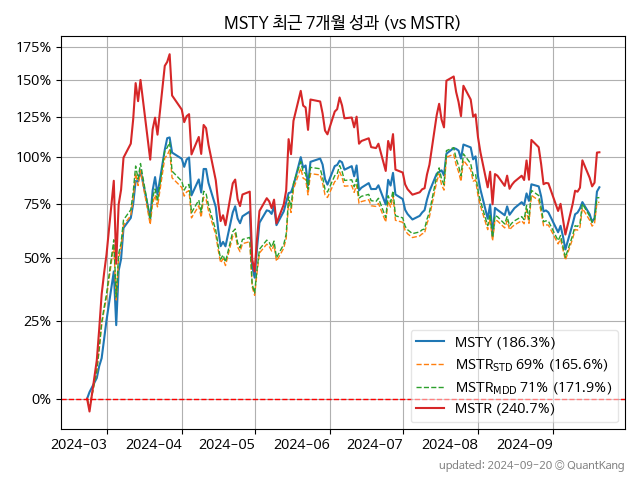 MSTY 최근 7개월 성과 (vs MSTR)
175%
150%
125%
100%
75%
50%
25%
0%
MSTY (186.3%)
MSTR_STD 69% (165.6%)
MSTR_MDD 71% (171.9%)
MSTR (240.7%)
2024-03 2024-04 2024-05 2024-06 2024-07 2024-08 2024-09
updated: 2024-09-20 © QuantKang